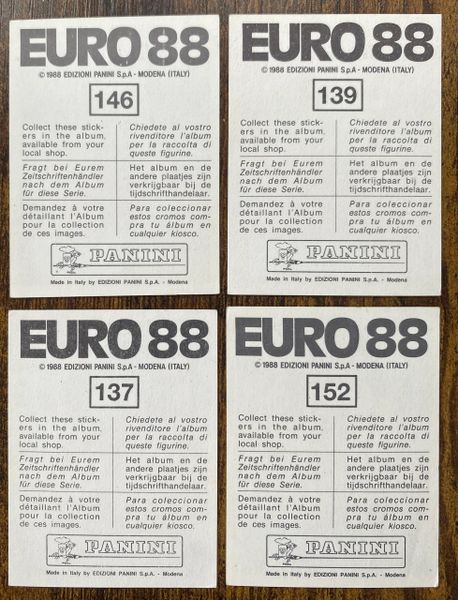 EURO 88
© 1988 EDIZIONI PANINI S.p.A - MODENA (ITALY)
146
Collect these stick-
ers in the album,
available from your
local shop.
Chiedete al vostro
rivenditore l'album
per la raccolta di
queste figurine.
Fragt bei Eurem
Zeitschriftenhändler
nach dem Album
für diese Serie.
Het album en de
andere plaatjes zijn
verkrijgbaar bij de
tijdschrifthandelaar.
Demandez à votre
détaillant l'Album
pour la collection
de ces images.
Para coleccionar
estos cromos com-
pra tu álbum en
cualquier kiosco.
PANINI
Made in Italy by EDIZIONI PANINI S.p.A. - Modena
EURO 88
© 1988 EDIZIONI PANINI S.p.A - MODENA (ITALY)
139
Collect these stick-
ers in the album,
available from your
local shop.
Chiedete al vostro
rivenditore l'album
per la raccolta di
queste figurine.
Fragt bei Eurem
Zeitschriftenhändler
nach dem Album
für diese Serie.
Het album en de
andere plaatjes zijn
verkrijgbaar bij de
tijdschrifthandelaar.
Demandez à votre
détaillant l'Album
pour la collection
de ces images.
Para coleccionar
estos cromos com-
pra tu álbum en
cualquier kiosco.
PANINI
Made in Italy by EDIZIONI PANINI S.p.A. - Modena
EURO 88
© 1988 EDIZIONI PANINI S.p.A - MODENA (ITALY)
137
Collect these stick-
ers in the album,
available from your
local shop.
Chiedete al vostro
rivenditore l'album
per la raccolta di
queste figurine.
Fragt bei Eurem
Zeitschriftenhändler
nach dem Album
für diese Serie.
Het album en de
andere plaatjes zijn
verkrijgbaar bij de
tijdschrifthandelaar.
Demandez à votre
détaillant l'Album
pour la collection
de ces images.
Para coleccionar
estos cromos com-
pra tu álbum en
cualquier kiosco.
PANINI
Made in Italy by EDIZIONI PANINI S.p.A. - Modena
EURO 88
© 1988 EDIZIONI PANINI S.p.A - MODENA (ITALY)
152
Collect these stick-
ers in the album,
available from your
local shop.
Chiedete al vostro
rivenditore l'album
per la raccolta di
queste figurine.
Fragt bei Eurem
Zeitschriftenhändler
nach dem Album
für diese Serie.
Het album en de
andere plaatjes zijn
verkrijgbaar bij de
tijdschrifthandelaar.
Demandez à votre
détaillant l'Album
pour la collection
de ces images.
Para coleccionar
estos cromos com-
pra tu álbum en
cualquier kiosco.
PANINI
Made in Italy by EDIZIONI PANINI S.p.A. - Modena